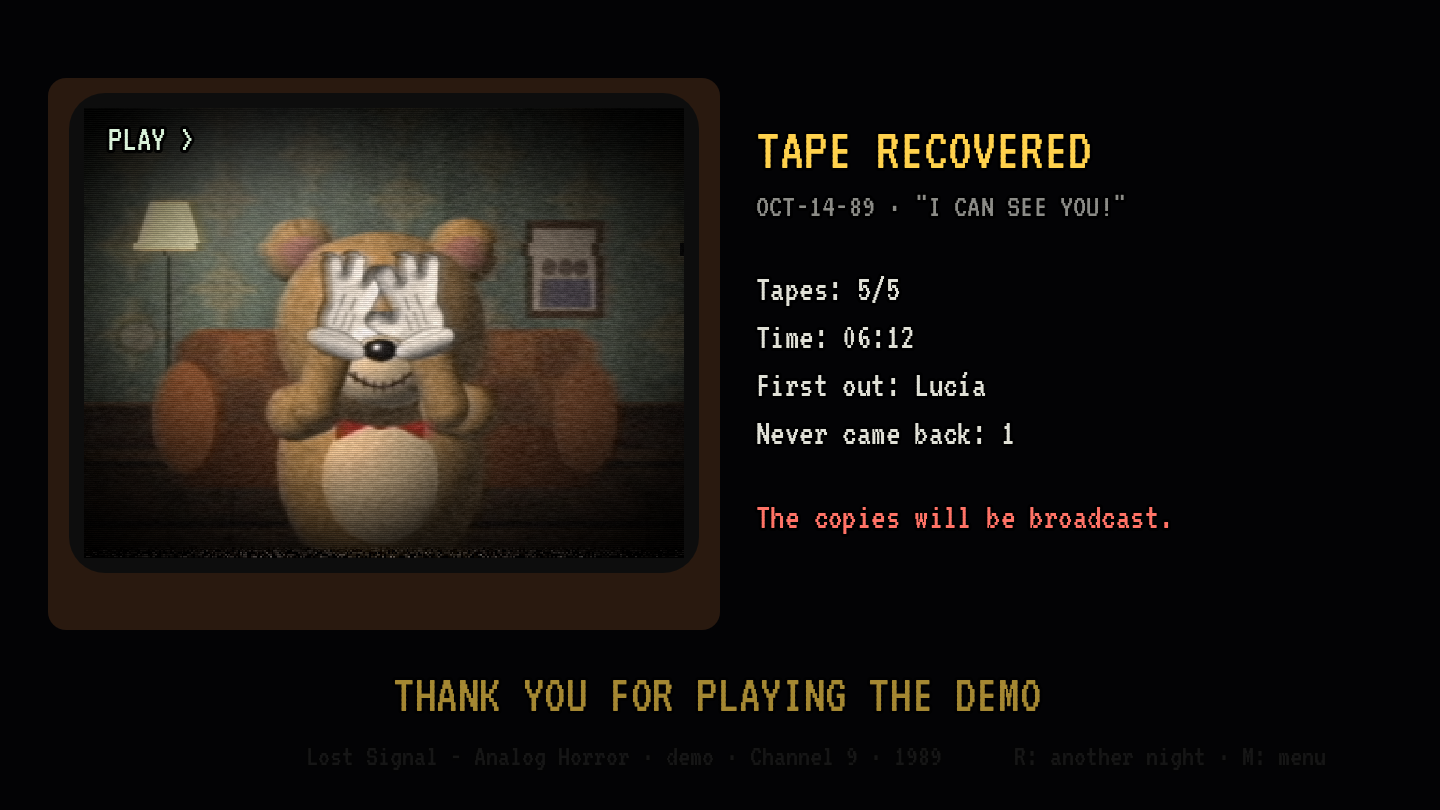 PLAY >
TAPE RECOVERED
OCT-14-89 · "I CAN SEE YOU!"
Tapes: 5/5
Time: 06:12
First out: Lucía
Never came back: 1
The copies will be broadcast.
THANK YOU FOR PLAYING THE DEMO
Lost Signal - Analog Horror · demo · Channel 9 · 1989
R: another night · M: menu